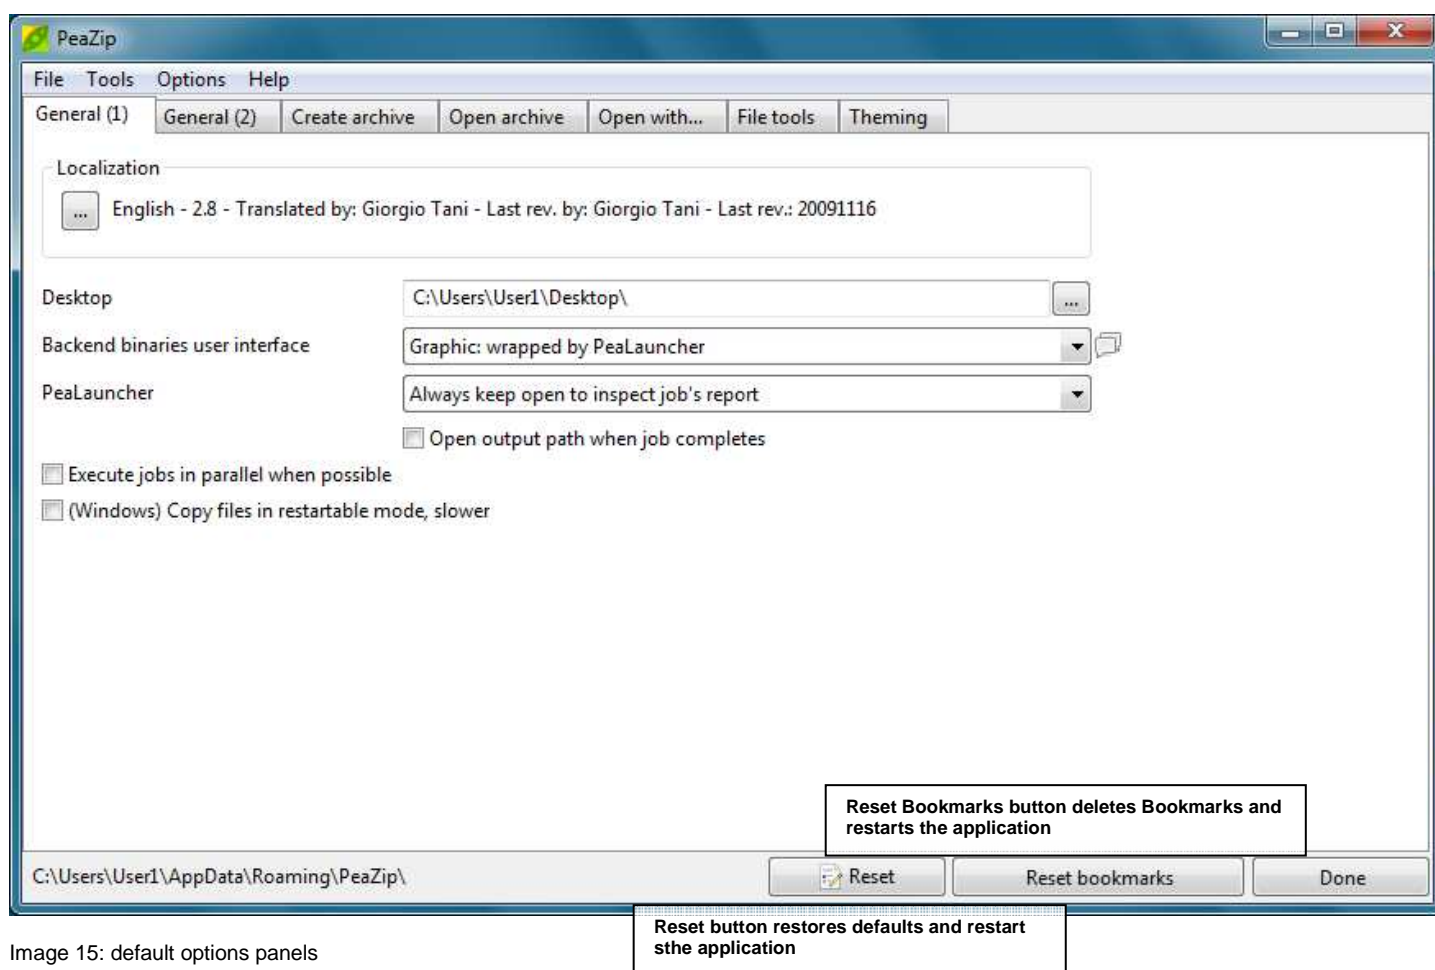 PeaZip
File Tools Options Help
General (1) General (2) Create archive Open archive Open with... File tools Theming
Localization
... English - 2.8 - Translated by: Giorgio Tani - Last rev. by: Giorgio Tani - Last rev.: 20091116
Desktop C:\Users\User1\Desktop\ ...
Backend binaries user interface Graphic: wrapped by PeaLauncher
PeaLauncher Always keep open to inspect job's report
Open output path when job completes
Execute jobs in parallel when possible
(Windows) Copy files in restartable mode, slower
Reset Bookmarks button deletes Bookmarks and
restarts the application
C:\Users\User1\AppData\Roaming\PeaZip\ Reset Reset bookmarks Done
Reset button restores defaults and restart
sthe application
Image 15: default options panels